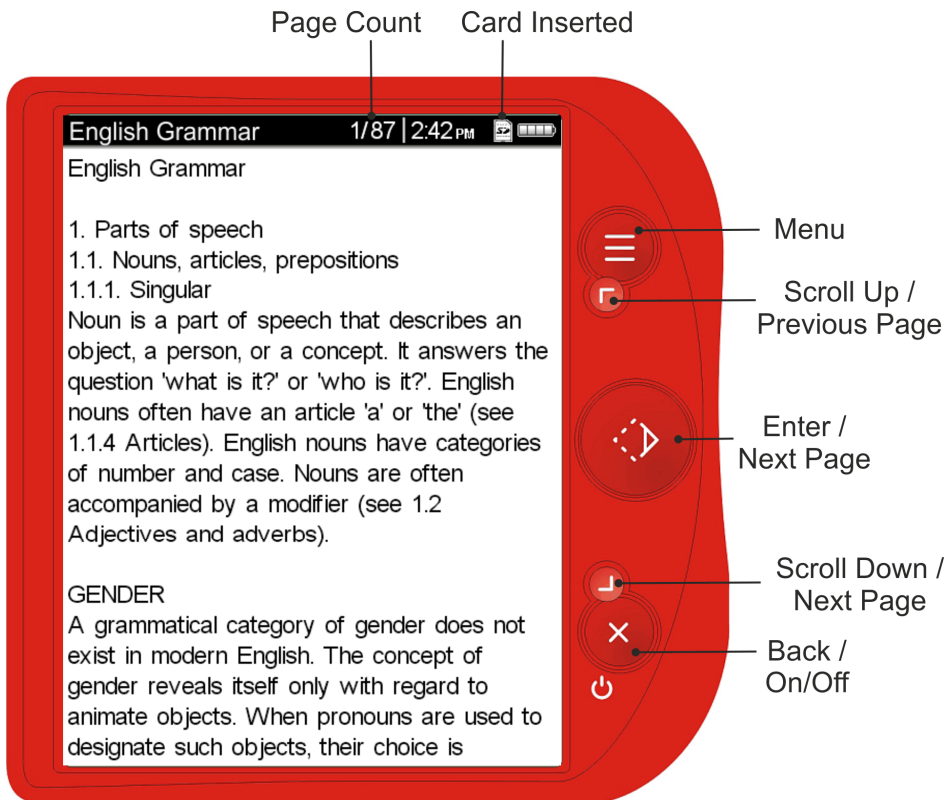 Page Count Card Inserted
English Grammar 1/87 2:42 PM
English Grammar
1. Parts of speech
1.1. Nouns, articles, prepositions
1.1.1. Singular
Noun is a part of speech that describes an
object, a person, or a concept. It answers the
question 'what is it?' or 'who is it?'. English
nouns often have an article 'a' or 'the' (see
1.1.4 Articles). English nouns have categories
of number and case. Nouns are often
accompanied by a modifier (see 1.2
Adjectives and adverbs).
GENDER
A grammatical category of gender does not
exist in modern English. The concept of
gender reveals itself only with regard to
animate objects. When pronouns are used to
designate such objects, their choice is
Menu
Scroll Up /
Previous Page
Enter /
Next Page
Scroll Down /
Next Page
Back /
On/Off